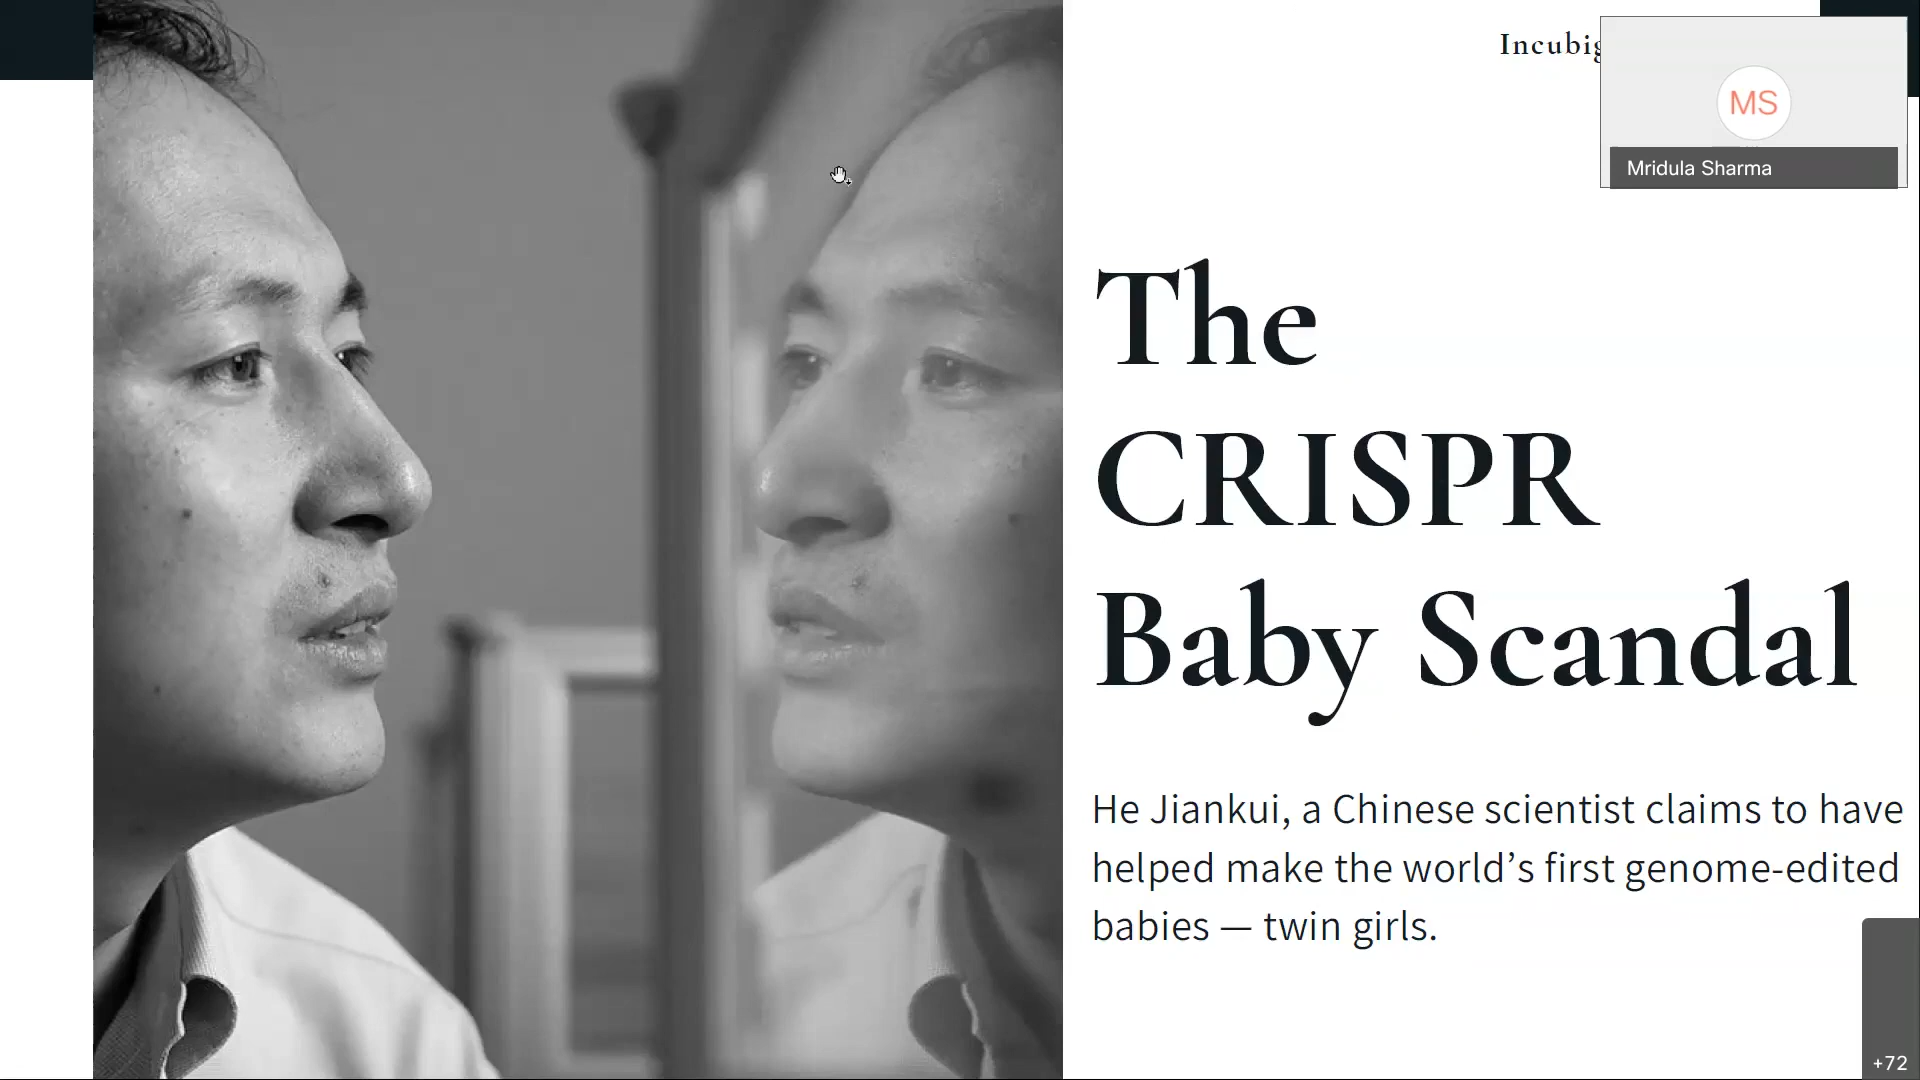 MS
Mridula Sharma
The
CRISPR
Baby Scandal
He Jiankui, a Chinese scientist claims to have
helped make the world’s first genome-edited
babies — twin girls.
+72